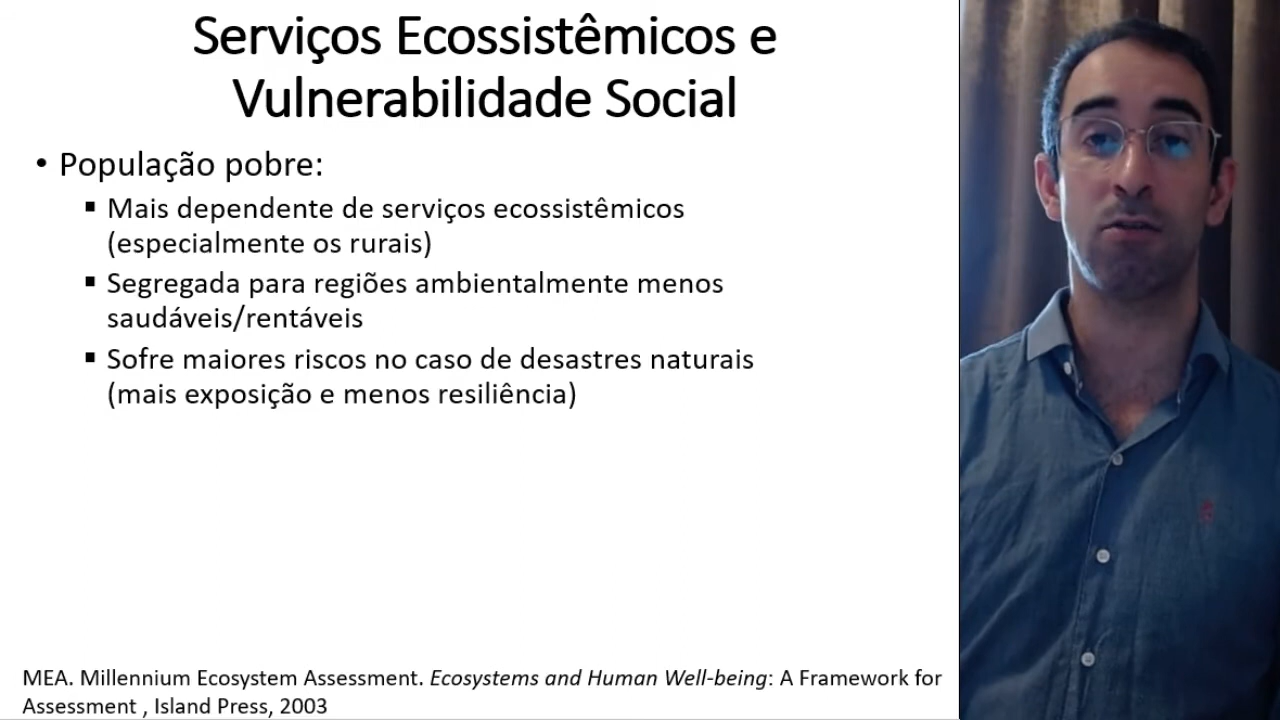 Serviços Ecossistêmicos e
Vulnerabilidade Social
• População pobre:
▪ Mais dependente de serviços ecossistêmicos
(especialmente os rurais)
▪ Segregada para regiões ambientalmente menos
saudáveis/rentáveis
▪ Sofre maiores riscos no caso de desastres naturais
(mais exposição e menos resiliência)
MEA. Millennium Ecosystem Assessment. Ecosystems and Human Well-being: A Framework for
Assessment , Island Press, 2003